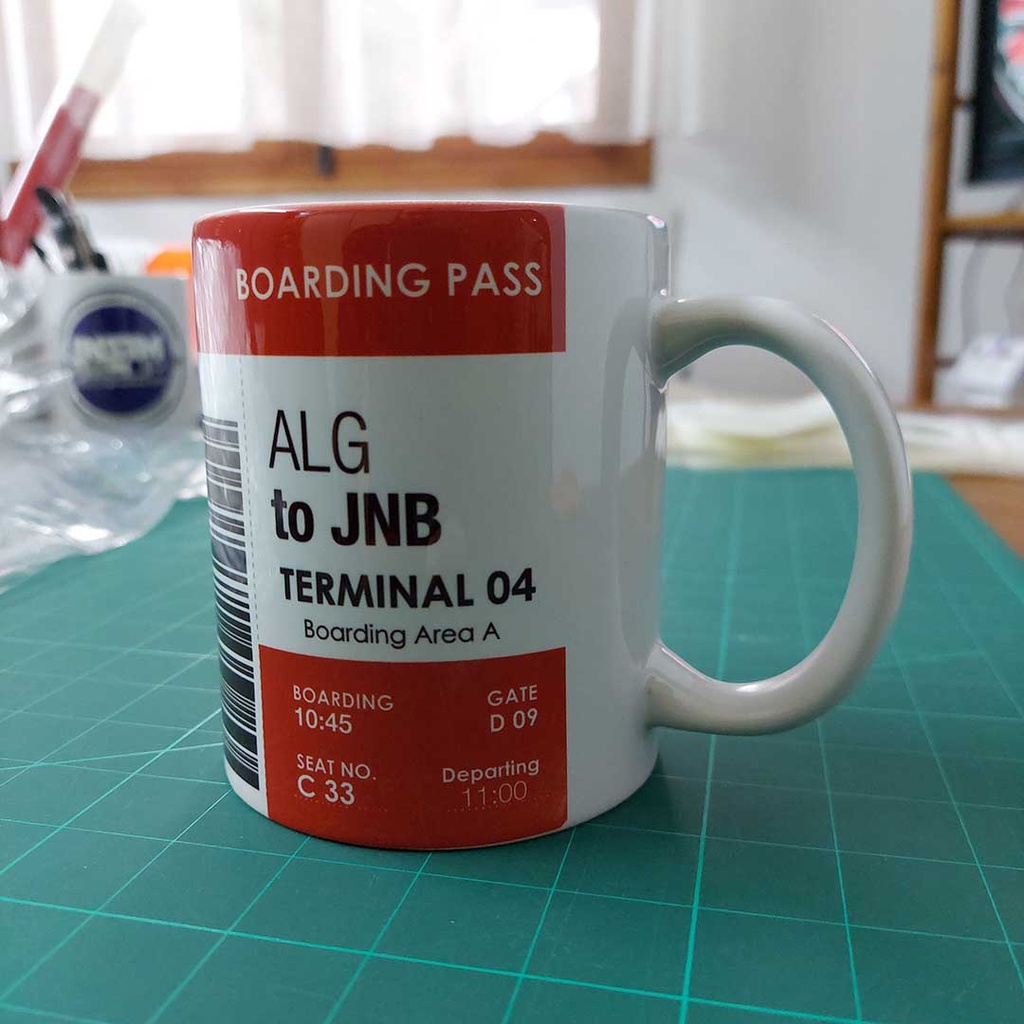 BOARDING PASS
ALG
to JNB
TERMINAL 04
Boarding Area A
BOARDING
10:45
GATE
D 09
SEAT NO.
C 33
Departing
11:00